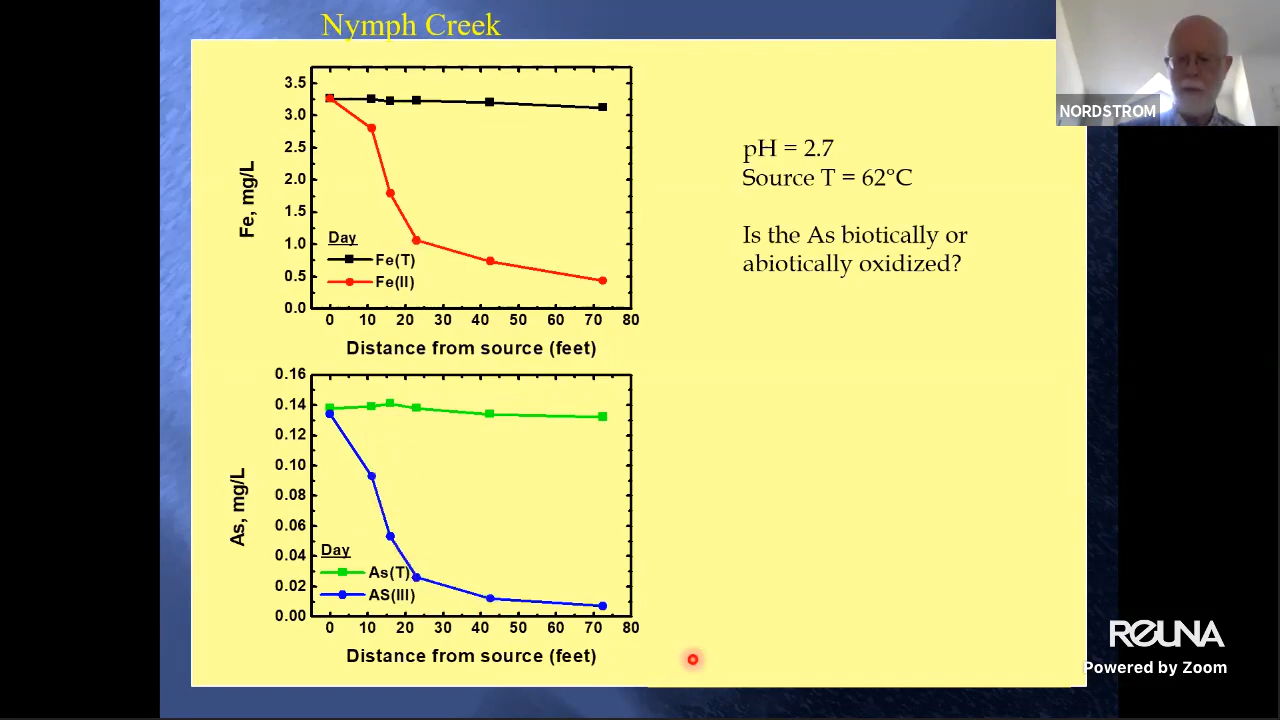 Nymph Creek
NORDSTROM
3.5
3.0
2.5
2.0
1.5
1.0
0.5
0.0
Fe, mg/L
Day
Fe(T)
Fe(II)
0 10 20 30 40 50 60 70 80
Distance from source (feet)
pH = 2.7
Source T = 62°C
Is the As biotically or
abiotically oxidized?
0.16
0.14
0.12
0.10
0.08
0.06
0.04
0.02
0.00
As, mg/L
Day
As(T)
AS(III)
0 10 20 30 40 50 60 70 80
Distance from source (feet)
REUNA
Powered by Zoom